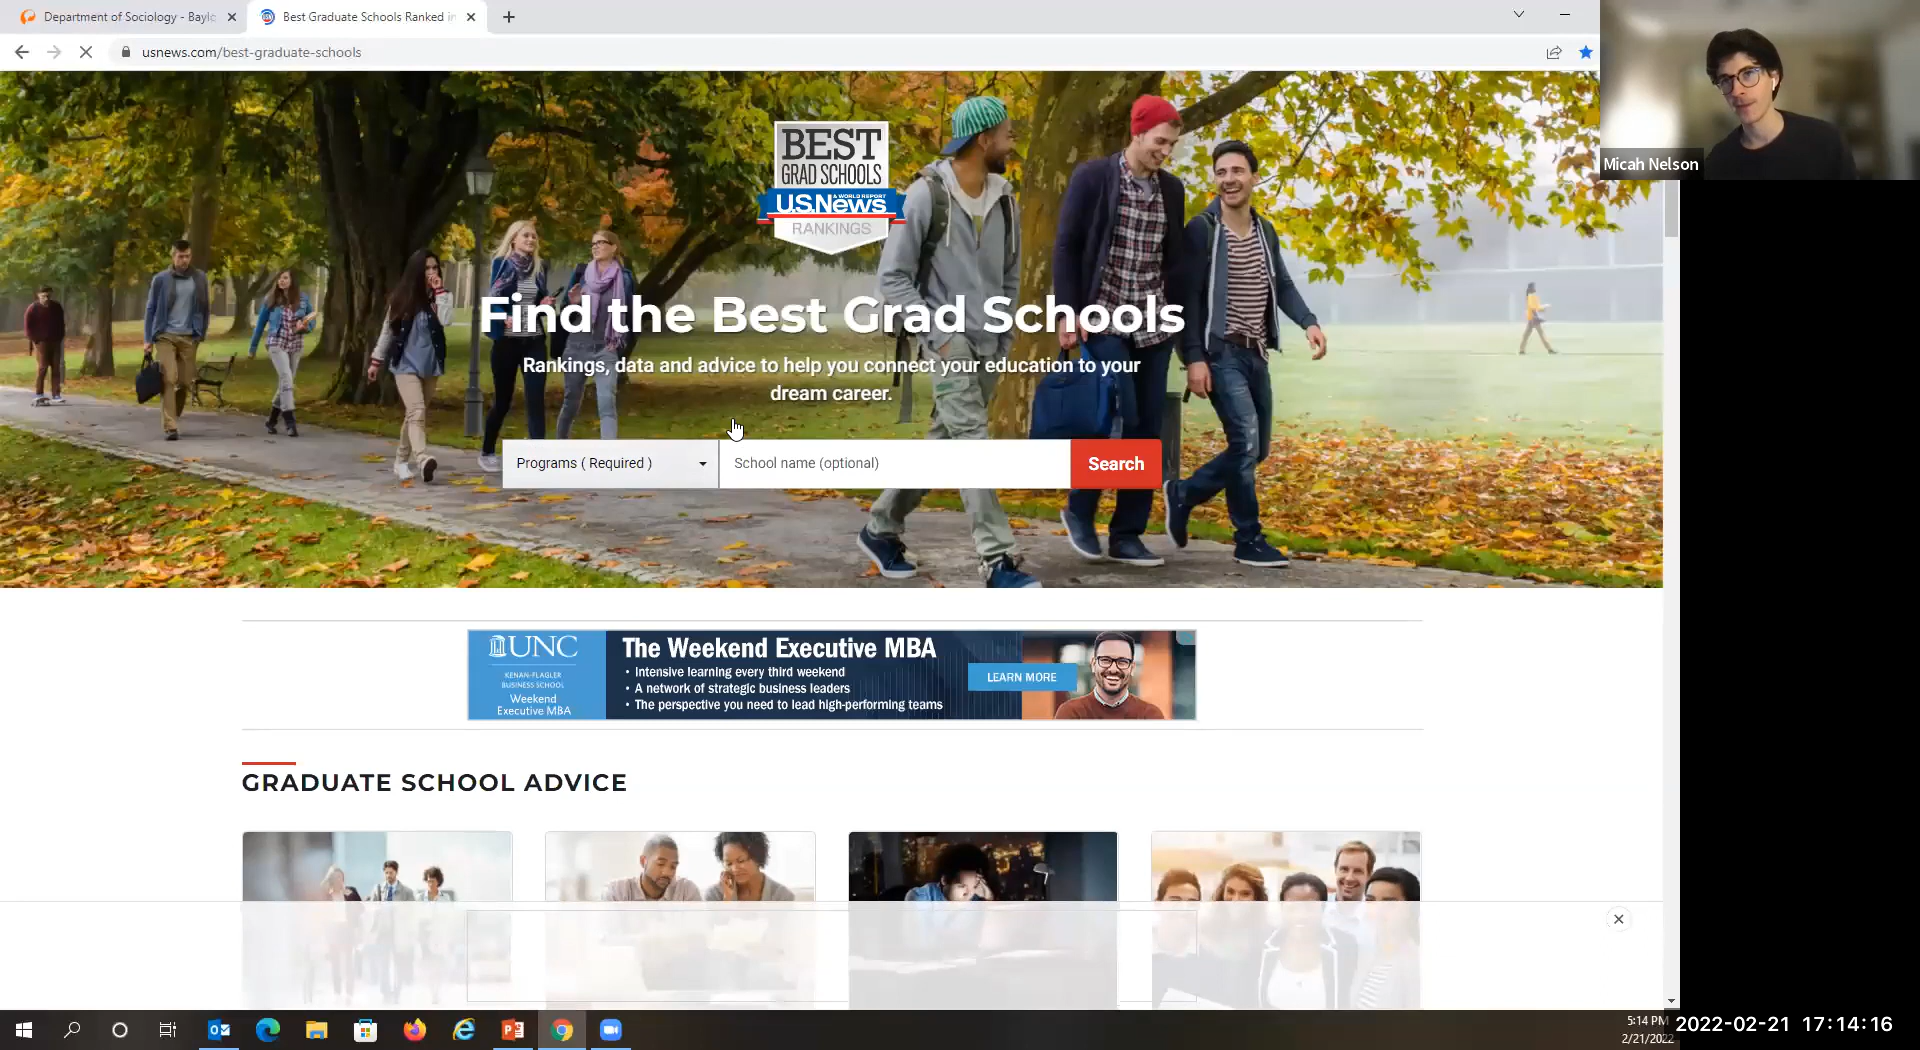 Department of Sociology - Baylo
Best Graduate Schools Ranked in
usnews.com/best-graduate-schools
Micah Nelson
BEST
GRAD SCHOOLS
& WORLD REPORT
U.S.News
RANKINGS
Find the Best Grad Schools
Rankings, data and advice to help you connect your education to your
dream career.
Programs ( Required )
School name (optional)
Search
UNC
KENAN-FLAGLER
BUSINESS SCHOOL
Weekend
Executive MBA
The Weekend Executive MBA
• Intensive learning every third weekend
• A network of strategic business leaders
• The perspective you need to lead high-performing teams
LEARN MORE
GRADUATE SCHOOL ADVICE
5:14 PM
2/21/2022
2022-02-21 17:14:16